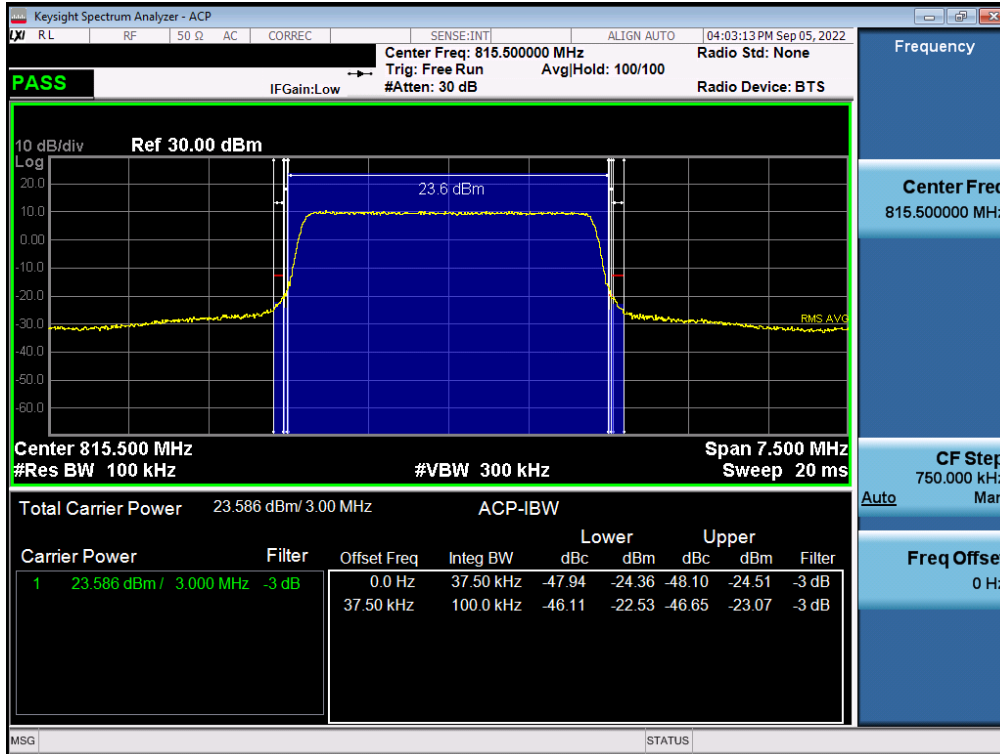 Keysight Spectrum Analyzer - ACP
LXI RL RF 50 Ω AC CORREC SENSE:INT ALIGN AUTO 04:03:13 PM Sep 05, 2022
Center Freq: 815.500000 MHz Radio Std: None
Trig: Free Run Avg|Hold: 100/100
PASS IFGain:Low #Atten: 30 dB Radio Device: BTS
Frequency
10 dB/div Ref 30.00 dBm
Log
20.0
10.0
0.00
-10.0
-20.0
-30.0
-40.0
-50.0
-60.0
23.6 dBm
RMS AVG
Center 815.500 MHz Span 7.500 MHz
#Res BW 100 kHz #VBW 300 kHz Sweep 20 ms
Total Carrier Power 23.586 dBm/ 3.00 MHz ACP-IBW
Lower Upper
Carrier Power Filter Offset Freq Integ BW dBc dBm dBc dBm Filter
1 23.586 dBm / 3.000 MHz -3 dB 0.0 Hz 37.50 kHz -47.94 -24.36 -48.10 -24.51 -3 dB
37.50 kHz 100.0 kHz -46.11 -22.53 -46.65 -23.07 -3 dB
Center Freq
815.500000 MHz
CF Step
750.000 kHz
Auto Man
Freq Offset
0 Hz
MSG STATUS